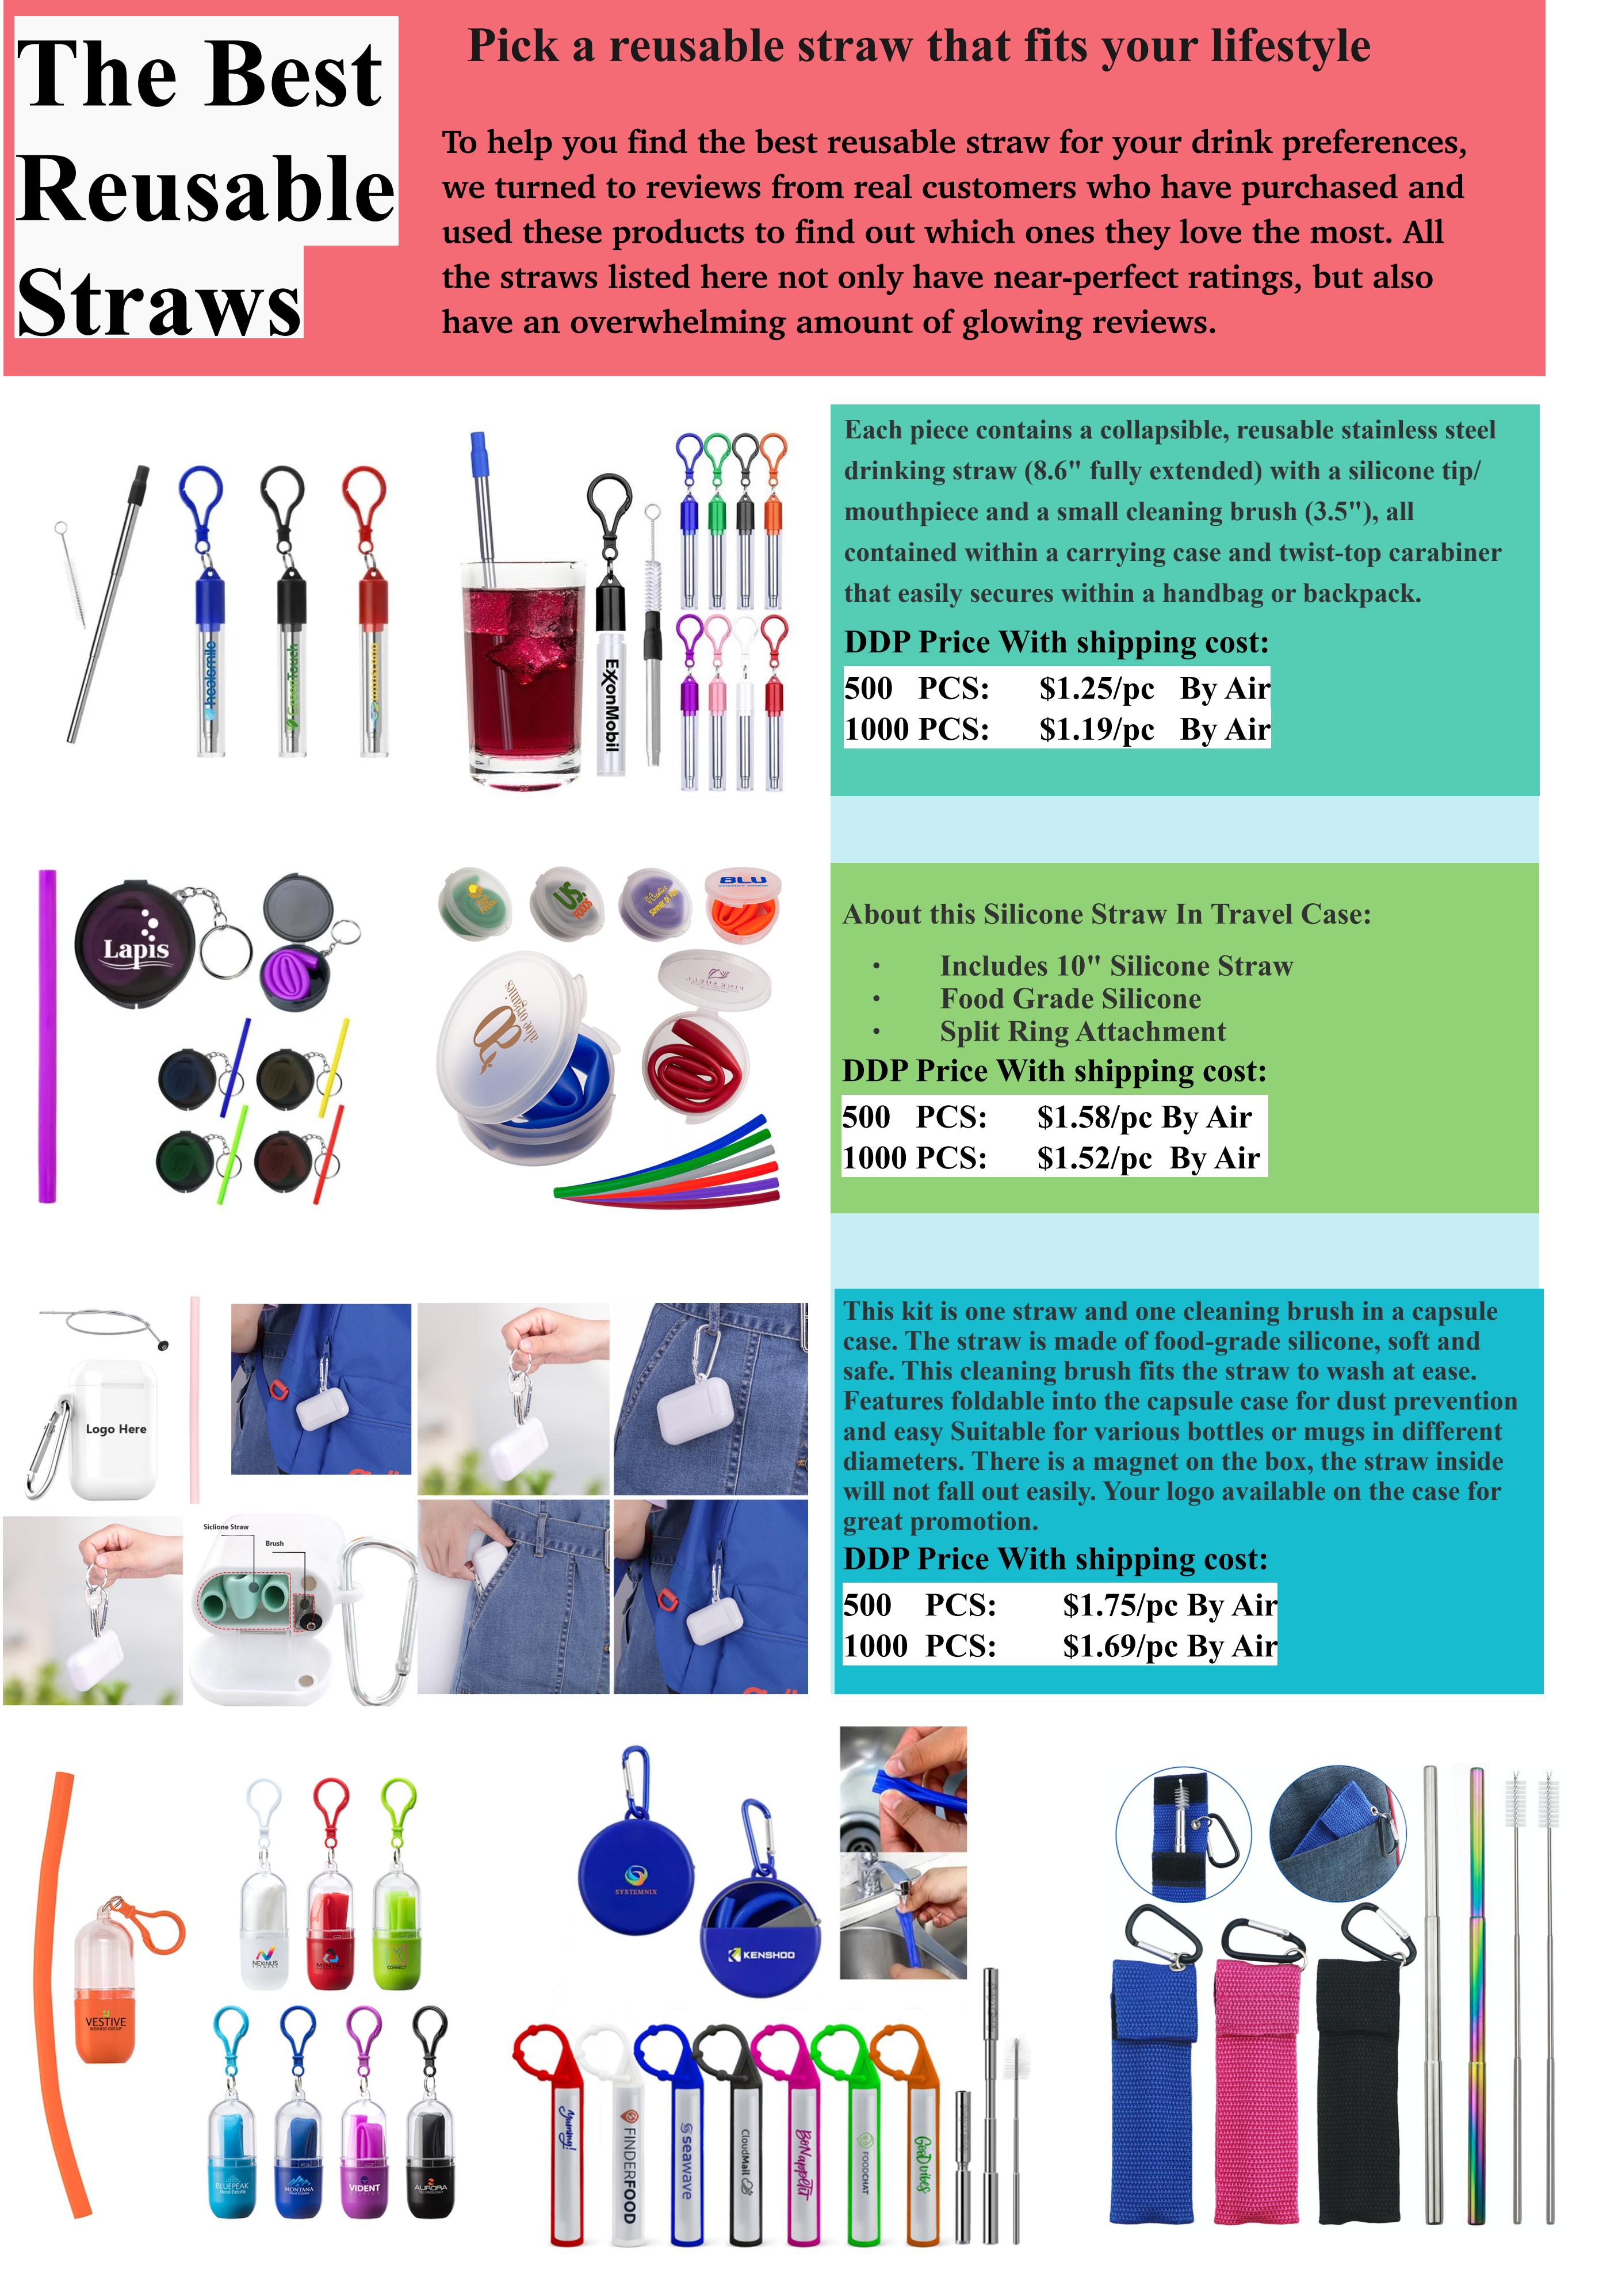 The Best
Reusable
Straws
Pick a reusable straw that fits your lifestyle
To help you find the best reusable straw for your drink preferences,
we turned to reviews from real customers who have purchased and
used these products to find out which ones they love the most. All
the straws listed here not only have near-perfect ratings, but also
have an overwhelming amount of glowing reviews.
Each piece contains a collapsible, reusable stainless steel
drinking straw (8.6" fully extended) with a silicone tip/
mouthpiece and a small cleaning brush (3.5"), all
contained within a carrying case and twist-top carabiner
that easily secures within a handbag or backpack.
DDP Price With shipping cost:
500 PCS: $1.25/pc By Air
1000 PCS: $1.19/pc By Air
healsmile
ExxonMobil
Lapis
US.
FOODS
BLU
aloe organics
About this Silicone Straw In Travel Case:
· Includes 10" Silicone Straw
· Food Grade Silicone
· Split Ring Attachment
DDP Price With shipping cost:
500 PCS: $1.58/pc By Air
1000 PCS: $1.52/pc By Air
Logo Here
Siclione Straw
Brush
This kit is one straw and one cleaning brush in a capsule
case. The straw is made of food-grade silicone, soft and
safe. This cleaning brush fits the straw to wash at ease.
Features foldable into the capsule case for dust prevention
and easy Suitable for various bottles or mugs in different
diameters. There is a magnet on the box, the straw inside
will not fall out easily. Your logo available on the case for
great promotion.
DDP Price With shipping cost:
500 PCS: $1.75/pc By Air
1000 PCS: $1.69/pc By Air
VESTIVE
BUSINESS GROUP
NEXINUS
CONNECT
BLUEPEAK
Real Estate
MONTANA
VIDENT
AURORA
SYSTEMNIX
KENSHOO
Yummy!
FINDERFOOD
seawave
CloudMail
BonAppetit
FOODCHAT
Good vibes